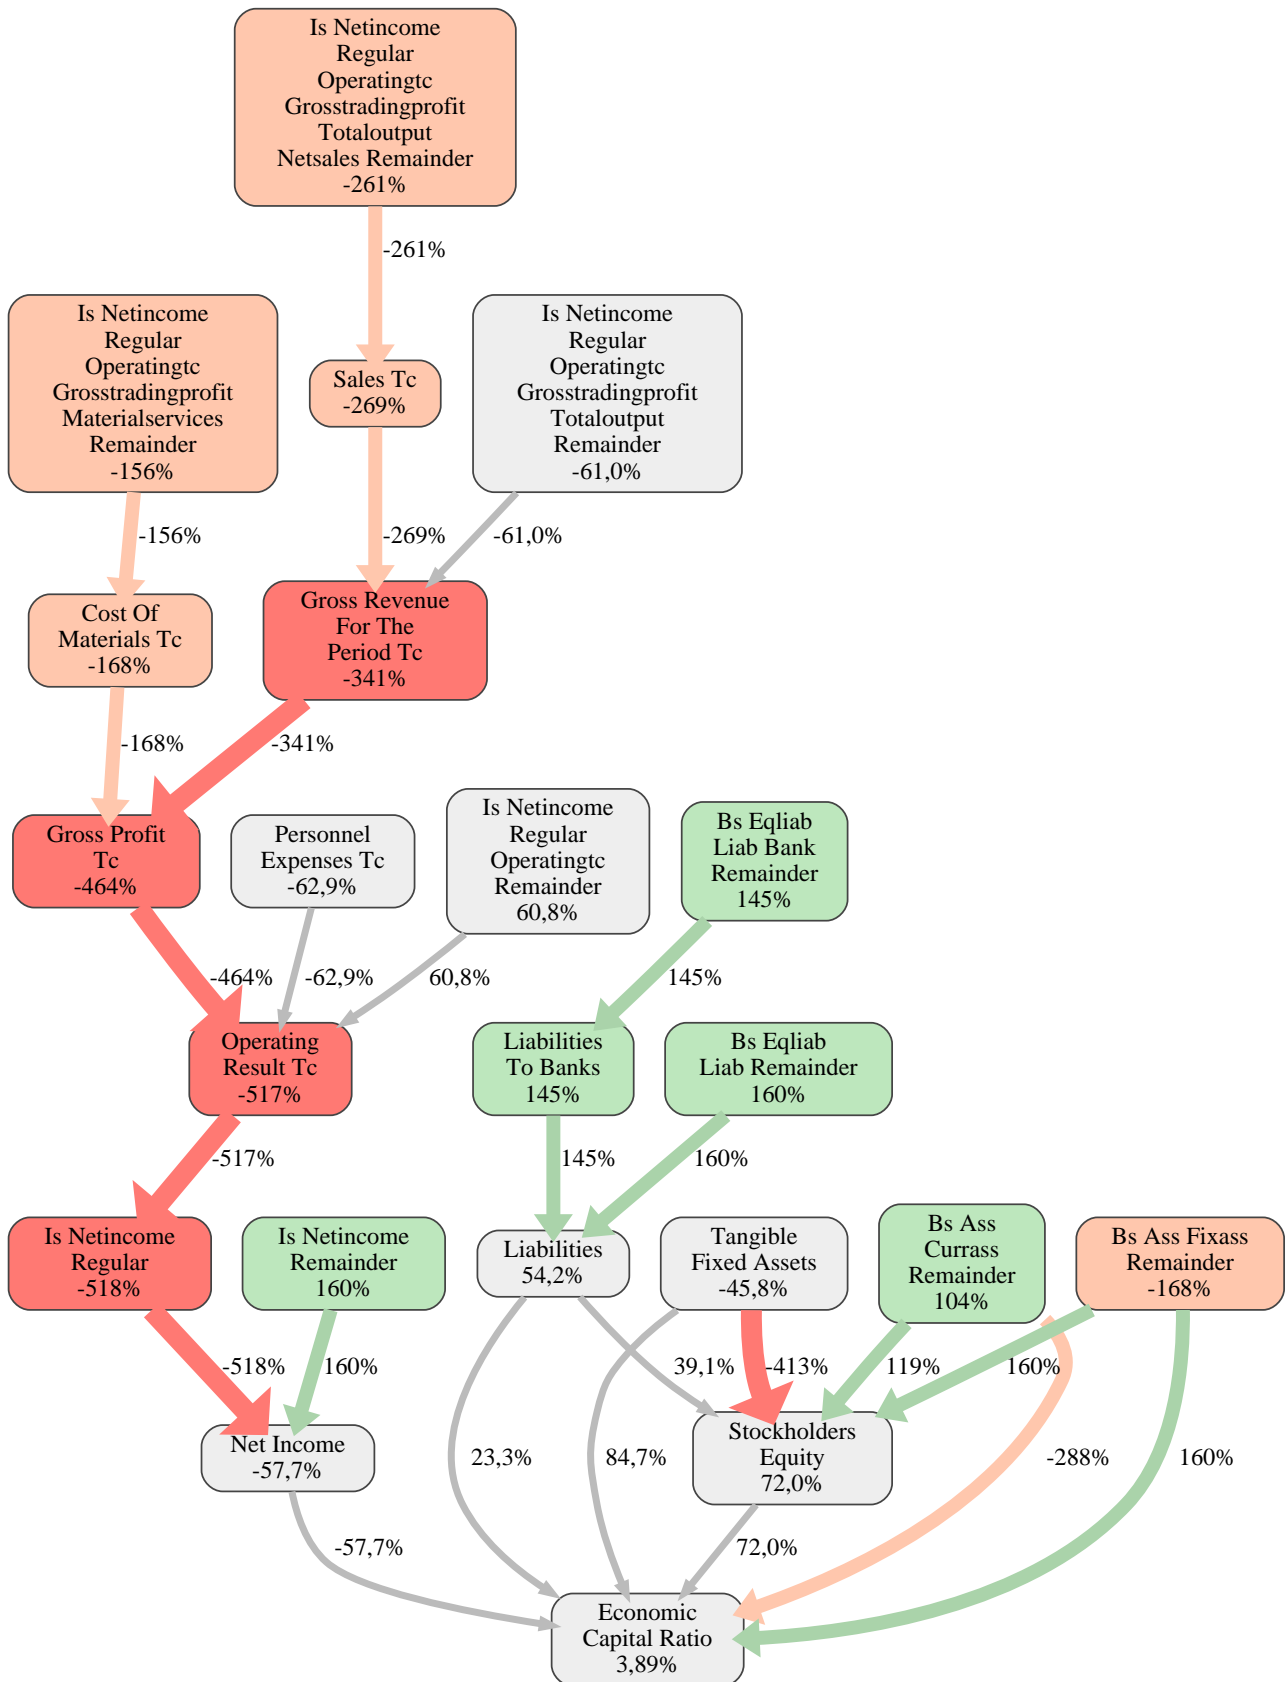 Is Netincome
Regular
Operatingtc
Grosstradingprofit
Totaloutput
Netsales Remainder
-261%
-261%
Is Netincome
Regular
Operatingtc
Grosstradingprofit
Materialservices
Remainder
-156%
Sales Tc
-269%
Is Netincome
Regular
Operatingtc
Grosstradingprofit
Totaloutput
Remainder
-61,0%
-156%
-269%
-61,0%
Cost Of
Materials Tc
-168%
Gross Revenue
For The
Period Tc
-341%
-168%
-341%
Gross Profit
Tc
-464%
Personnel
Expenses Tc
-62,9%
Is Netincome
Regular
Operatingtc
Remainder
60,8%
Bs Eqliab
Liab Bank
Remainder
145%
-464%
-62,9%
60,8%
145%
Operating
Result Tc
-517%
Liabilities
To Banks
145%
Bs Eqliab
Liab Remainder
160%
-517%
145%
160%
Is Netincome
Regular
-518%
Is Netincome
Remainder
160%
Liabilities
54,2%
Tangible
Fixed Assets
-45,8%
Bs Ass
Currass
Remainder
104%
Bs Ass Fixass
Remainder
-168%
-518%
160%
39,1%
-413%
119%
160%
Net Income
-57,7%
23,3%
84,7%
Stockholders
Equity
72,0%
-288%
160%
-57,7%
72,0%
Economic
Capital Ratio
3,89%